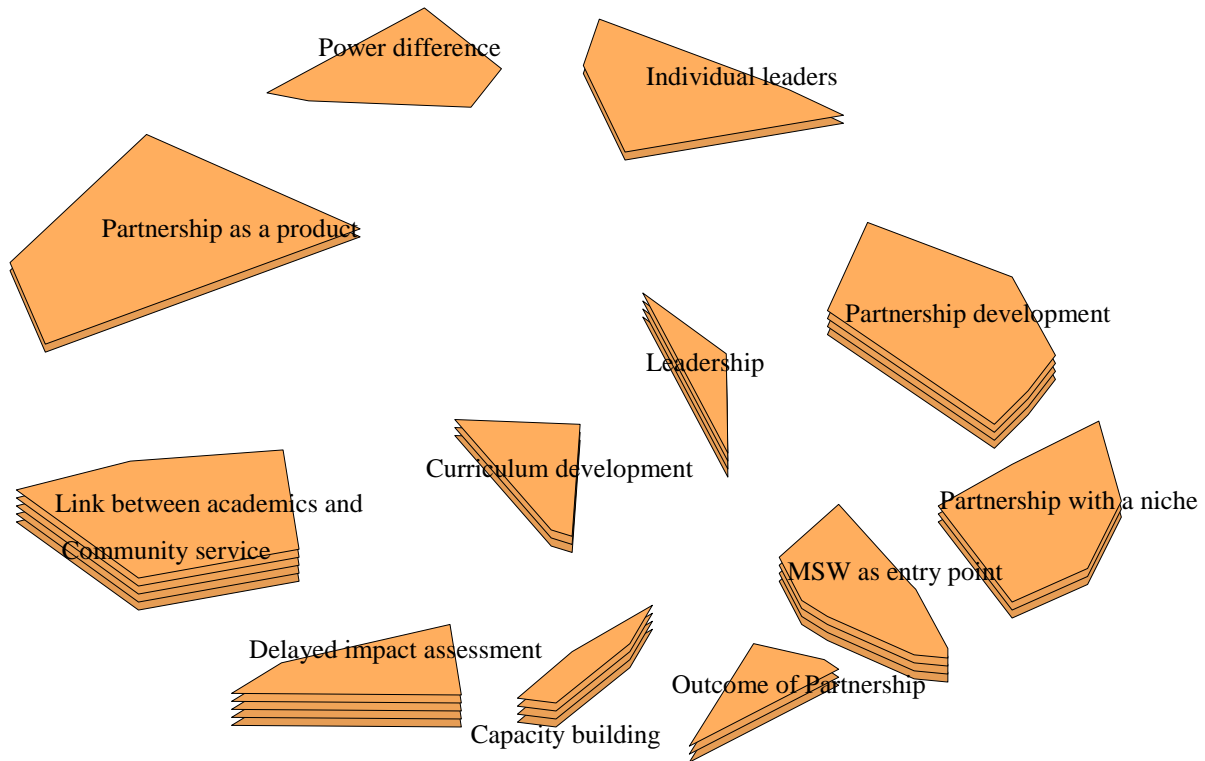 Power difference
Individual leaders
Partnership as a product
Partnership development
Leadership
Curriculum development
Link between academics and
Community service
Partnership with a niche
MSW as entry point
Delayed impact assessment
Outcome of Partnership
Capacity building